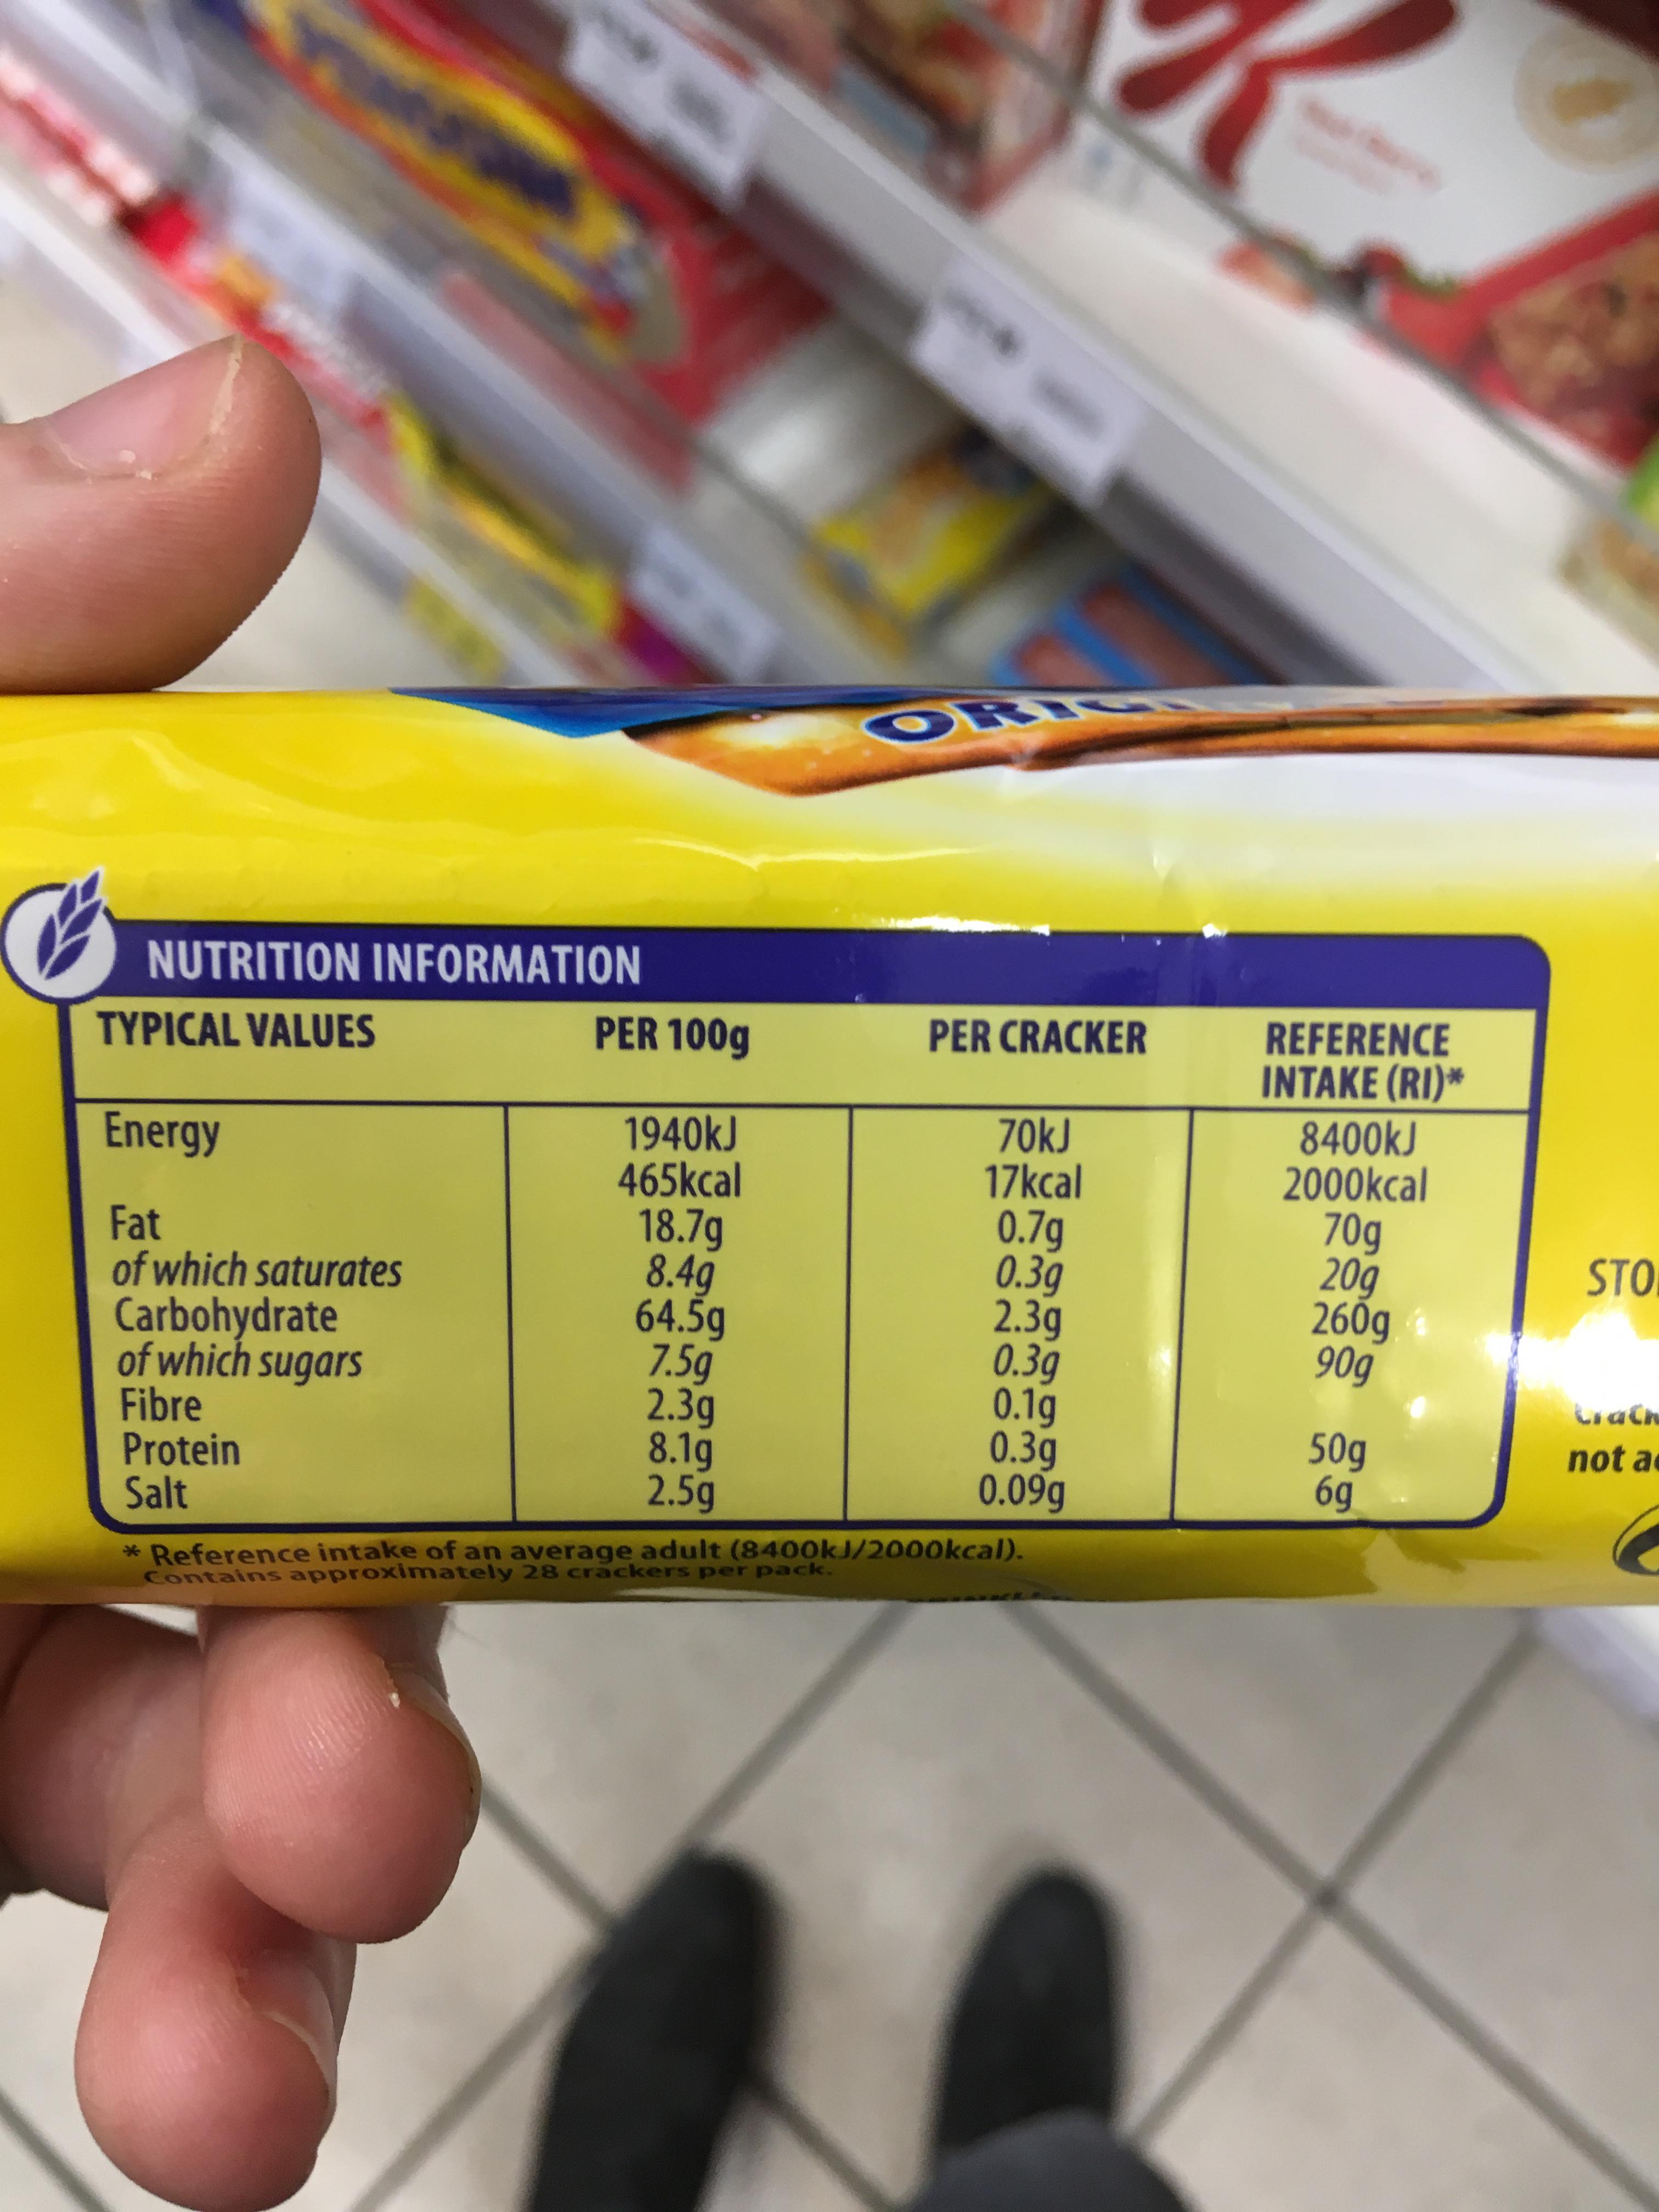 NUTRITION INFORMATION
TYPICAL VALUES PER 100g PER CRACKER REFERENCE INTAKE (RI)*
Energy 1940kJ 70kJ 8400kJ
465kcal 17kcal 2000kcal
Fat 18.7g 0.7g 70g
of which saturates 8.4g 0.3g 20g
Carbohydrate 64.5g 2.3g 260g
of which sugars 7.5g 0.3g 90g
Fibre 2.3g 0.1g
Protein 8.1g 0.3g 50g
Salt 2.5g 0.09g 6g
* Reference intake of an average adult (8400kJ/2000kcal).
Contains approximately 28 crackers per pack.
not